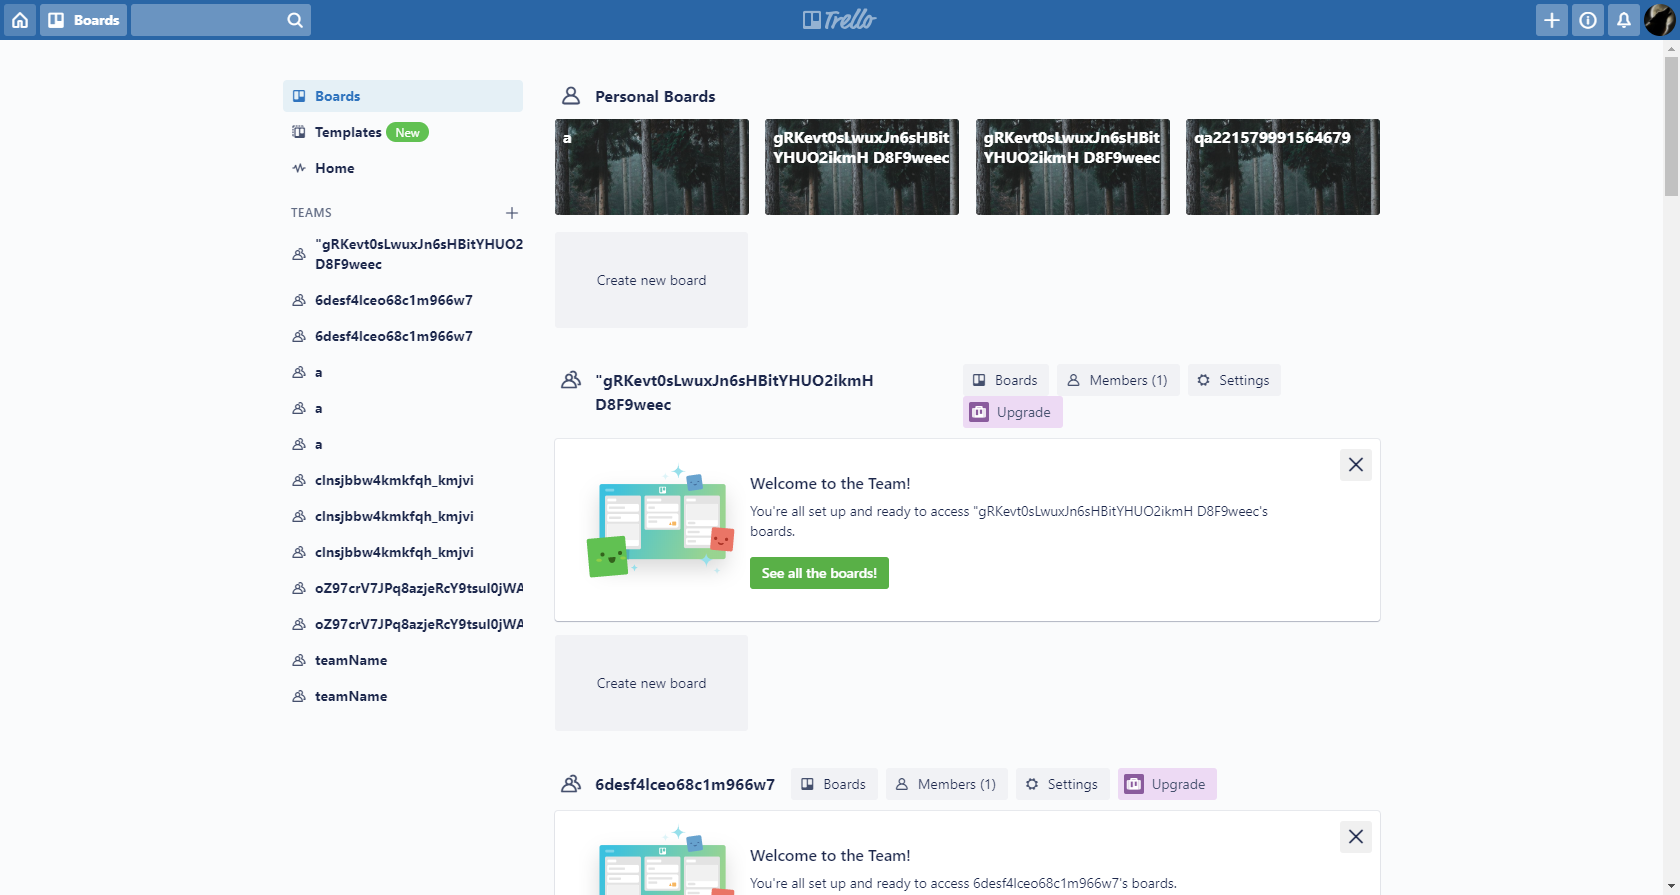 Boards
Trello
Boards
Templates New
Home
TEAMS
"gRKevt0sLwuxJn6sHBitYHUO2
D8F9weec
6desf4lceo68c1m966w7
6desf4lceo68c1m966w7
a
a
a
clnsjbbw4kmkfqh_kmjvi
clnsjbbw4kmkfqh_kmjvi
clnsjbbw4kmkfqh_kmjvi
oZ97crV7JPq8azjeRcY9tsul0jWA
oZ97crV7JPq8azjeRcY9tsul0jWA
teamName
teamName
Personal Boards
a
gRKevt0sLwuxJn6sHBit
YHUO2ikmH D8F9weec
gRKevt0sLwuxJn6sHBit
YHUO2ikmH D8F9weec
qa221579991564679
Create new board
"gRKevt0sLwuxJn6sHBitYHUO2ikmH
D8F9weec
Boards
Members (1)
Settings
Upgrade
Welcome to the Team!
You're all set up and ready to access "gRKevt0sLwuxJn6sHBitYHUO2ikmH D8F9weec's
boards.
See all the boards!
Create new board
6desf4lceo68c1m966w7
Boards
Members (1)
Settings
Upgrade
Welcome to the Team!
You're all set up and ready to access 6desf4lceo68c1m966w7's boards.